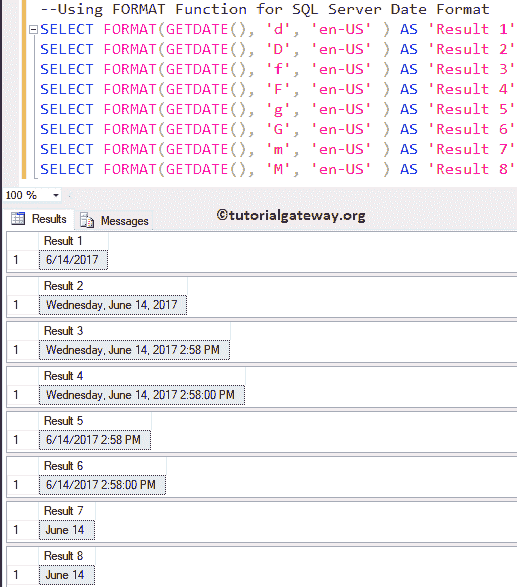 --Using FORMAT Function for SQL Server Date Format
SELECT FORMAT(GETDATE(), 'd', 'en-US' ) AS 'Result 1'
SELECT FORMAT(GETDATE(), 'D', 'en-US' ) AS 'Result 2'
SELECT FORMAT(GETDATE(), 'f', 'en-US' ) AS 'Result 3'
SELECT FORMAT(GETDATE(), 'F', 'en-US' ) AS 'Result 4'
SELECT FORMAT(GETDATE(), 'g', 'en-US' ) AS 'Result 5'
SELECT FORMAT(GETDATE(), 'G', 'en-US' ) AS 'Result 6'
SELECT FORMAT(GETDATE(), 'm', 'en-US' ) AS 'Result 7'
SELECT FORMAT(GETDATE(), 'M', 'en-US' ) AS 'Result 8'
100 %
Results Messages ©tutorialgateway.org
Result 1
1 6/14/2017
Result 2
1 Wednesday, June 14, 2017
Result 3
1 Wednesday, June 14, 2017 2:58 PM
Result 4
1 Wednesday, June 14, 2017 2:58:00 PM
Result 5
1 6/14/2017 2:58 PM
Result 6
1 6/14/2017 2:58:00 PM
Result 7
1 June 14
Result 8
1 June 14